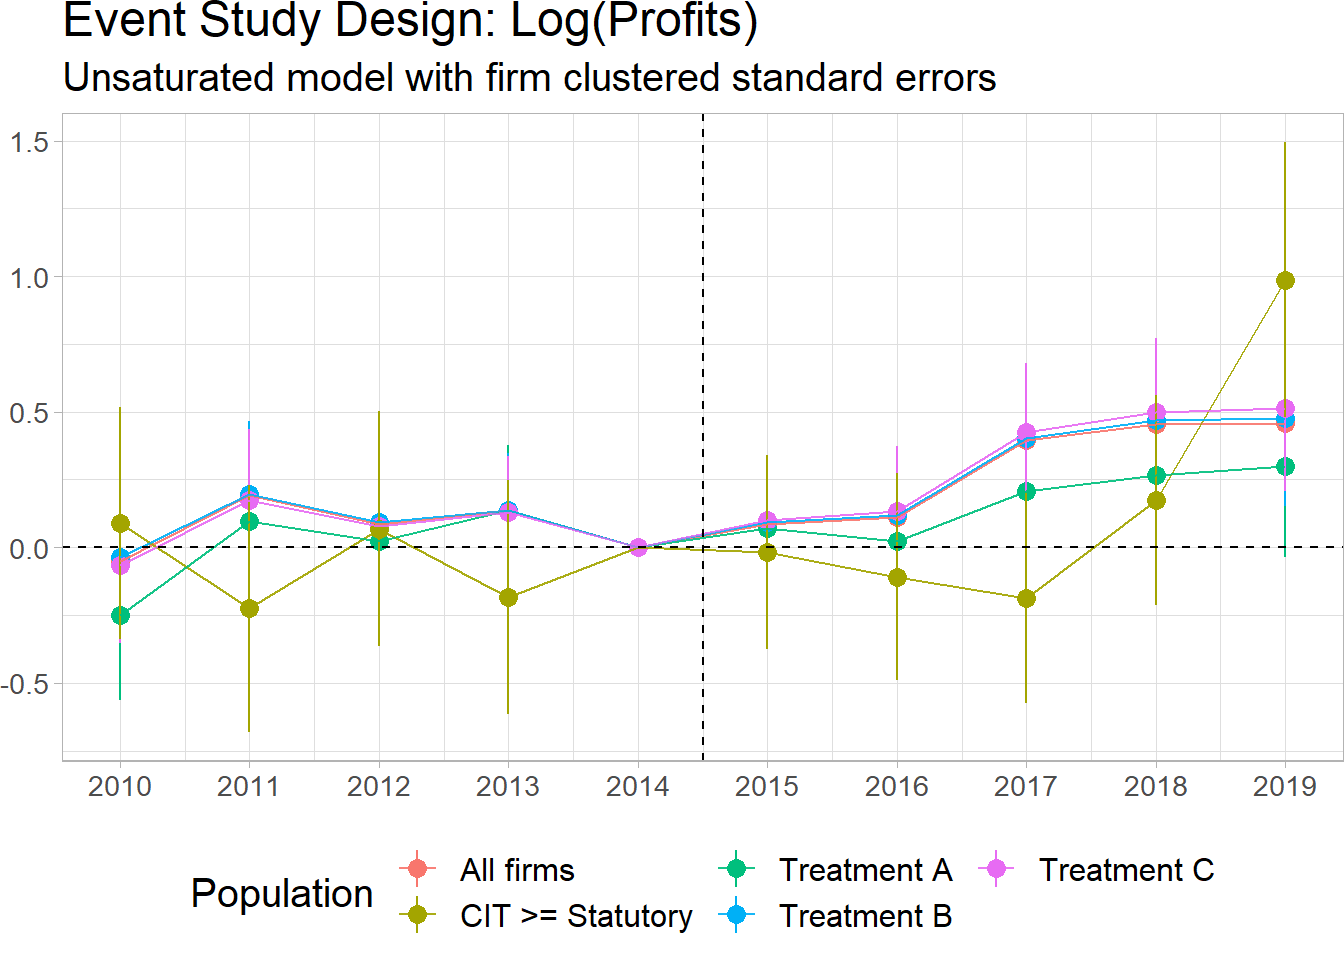 Event Study Design: Log(Profits)
Unsaturated model with firm clustered standard errors
1.5
1.0
0.5
0.0
-0.5
2010 2011 2012 2013 2014 2015 2016 2017 2018 2019
Population
All firms Treatment A Treatment C
CIT >= Statutory Treatment B